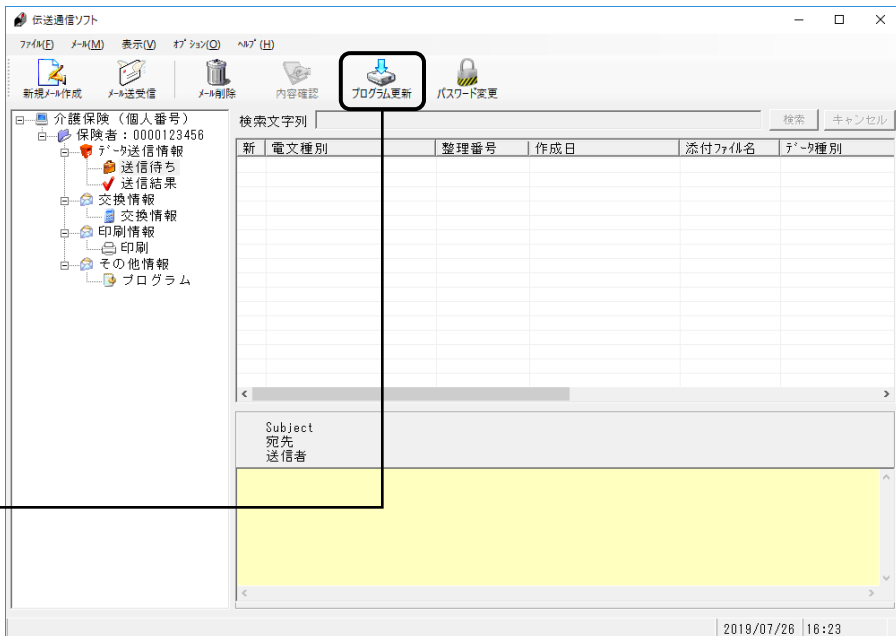 伝送通信ソフト
ﾌｧｲﾙ(F) ﾒｰﾙ(M) 表示(V) ｵﾌﾟｼｮﾝ(O) ﾍﾙﾌﾟ(H)
新規ﾒｰﾙ作成 ﾒｰﾙ送受信 ﾒｰﾙ削除 内容確認 ﾌﾟﾛｸﾞﾗﾑ更新 ﾊﾟｽﾜｰﾄﾞ変更
介護保険（個人番号）
保険者：0000123456
ﾃﾞｰﾀ送信情報
送信待ち
送信結果
交換情報
交換情報
印刷情報
印刷
その他情報
プログラム
検索文字列 検索 キャンセル
新 電文種別 整理番号 作成日 添付ﾌｧｲﾙ名 ﾃﾞｰﾀ種別
Subject
宛先
送信者
2019/07/26 16:23